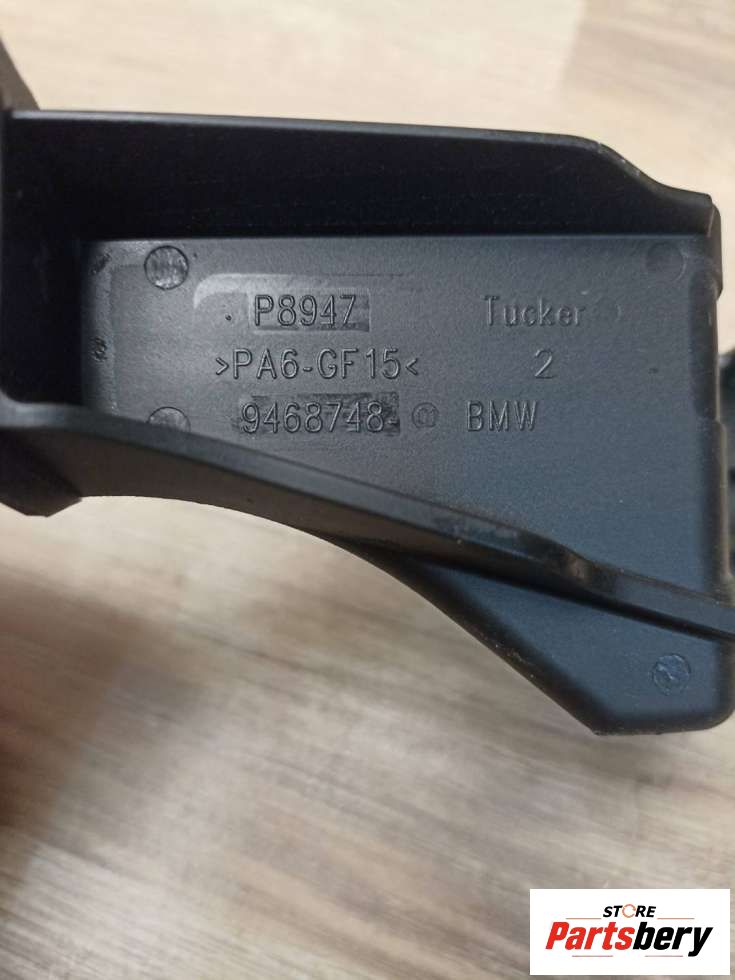 P8947 Tucker
>PA6-GF15< 2
9468748 BMW
STORE
Partsbery